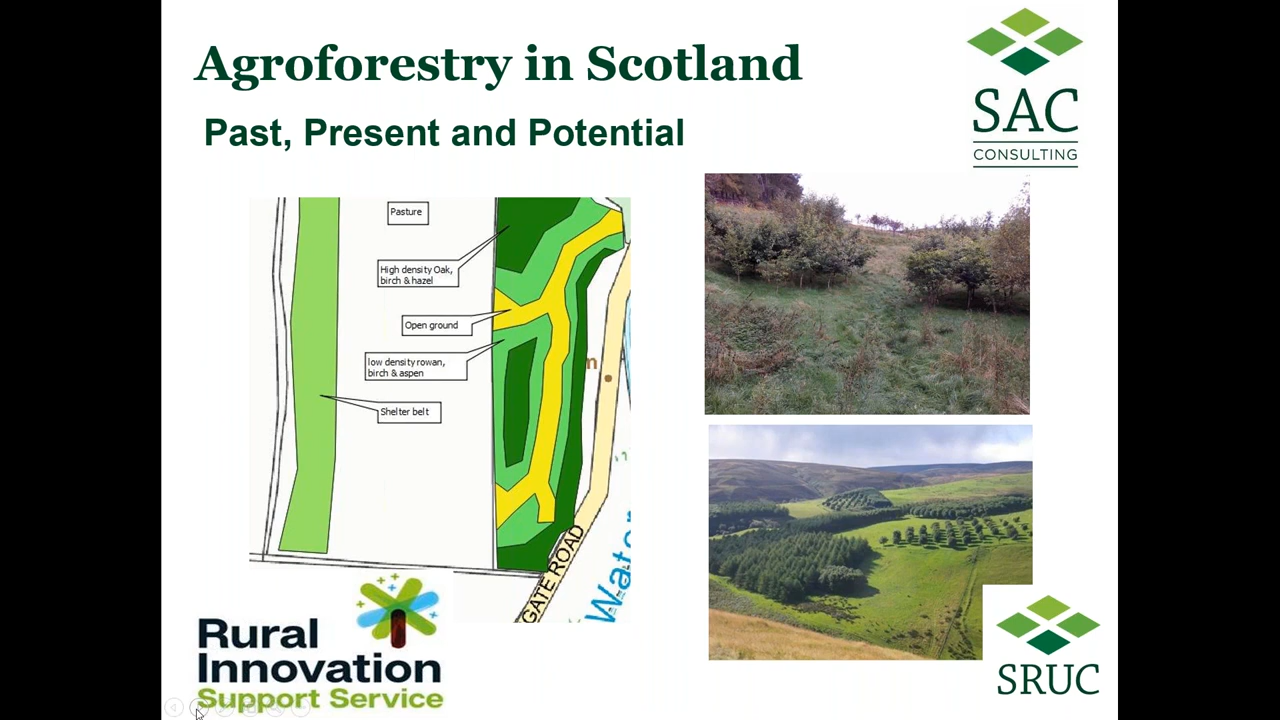 Agroforestry in Scotland
Past, Present and Potential
SAC
CONSULTING
Pasture
High density Oak,
birch & hazel
Open ground
low density rowan,
birch & aspen
Shelter belt
n
GATE ROAD
Water
Rural
Innovation
Support Service
SRUC